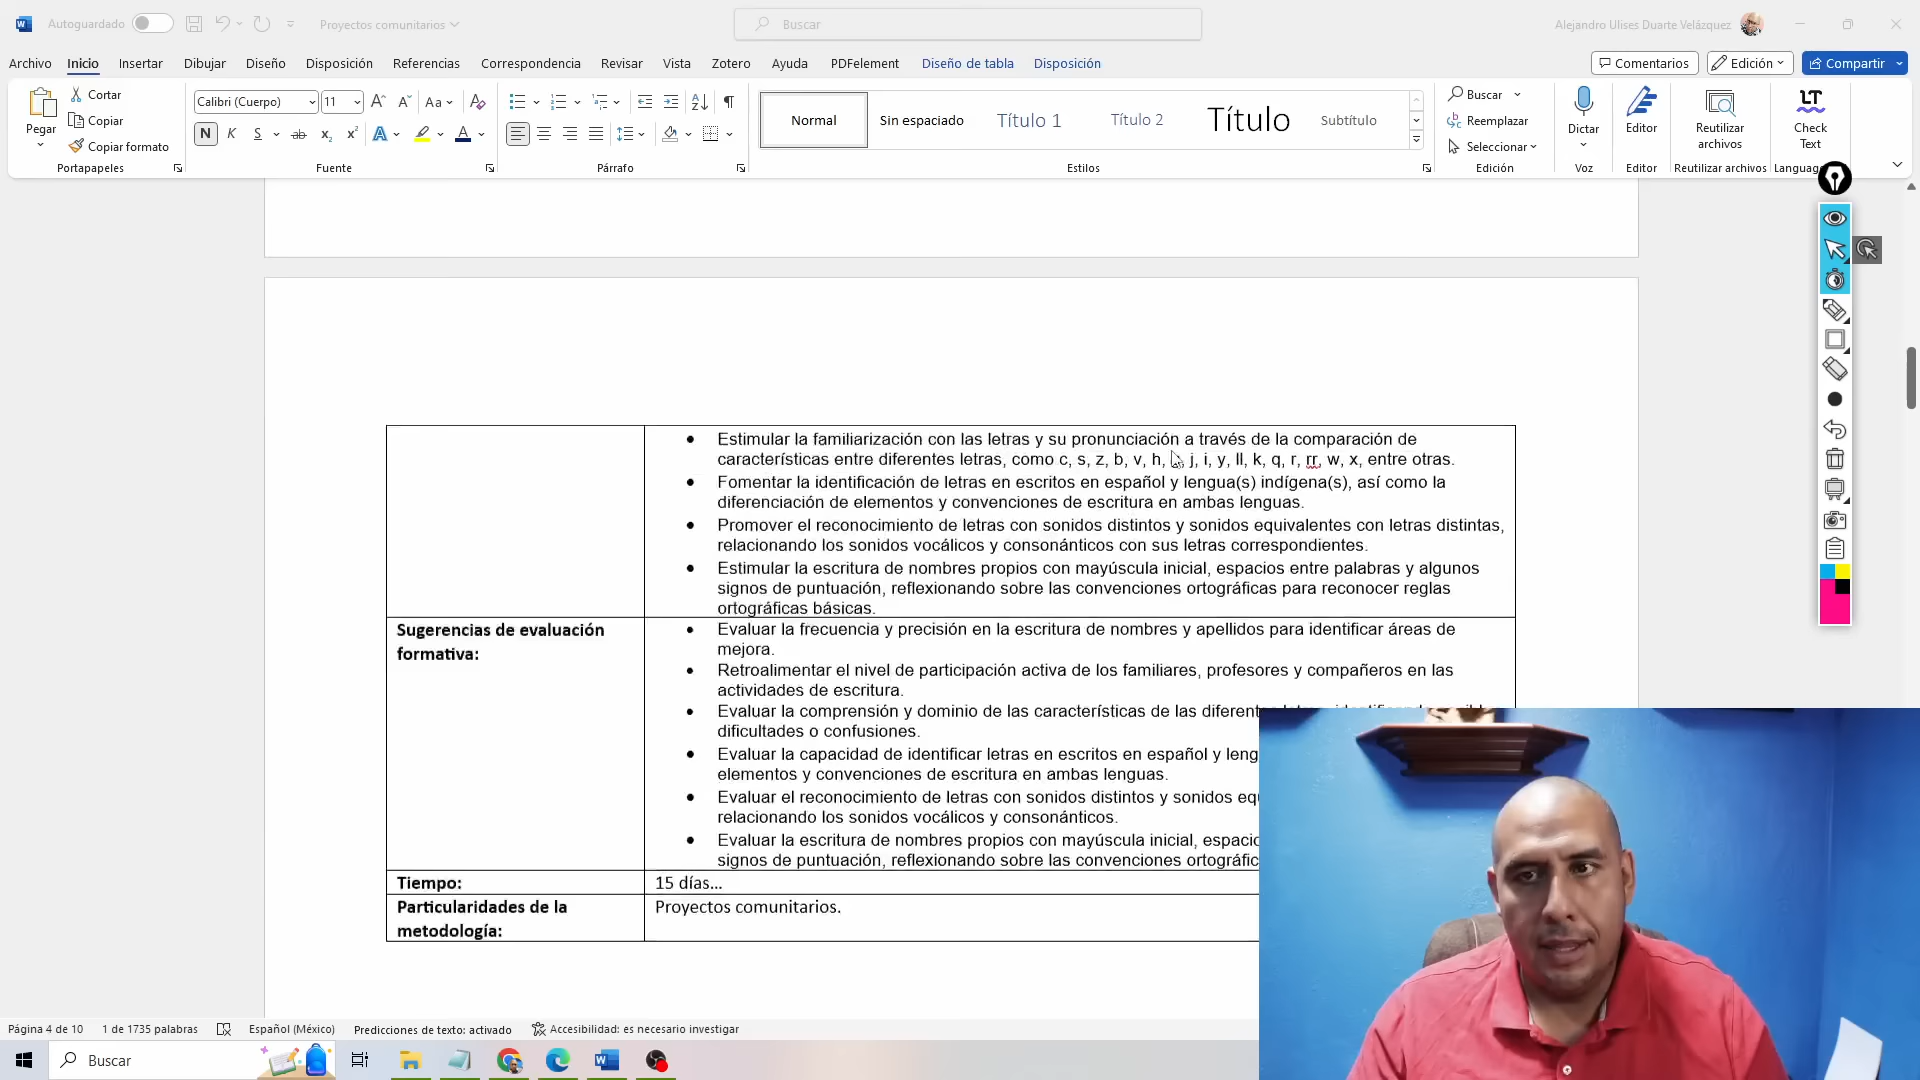 Autoguardado
Proyectos comunitarios
Buscar
Alejandro Ulises Duarte Velázquez
Archivo Inicio Insertar Dibujar Diseño Disposición Referencias Correspondencia Revisar Vista Zotero Ayuda PDFelement Diseño de tabla Disposición
Comentarios Edición Compartir
Pegar
Cortar
Copiar
Copiar formato
Portapapeles
Calibri (Cuerpo) 11
Fuente
Párrafo
Normal
Sin espaciado
Título 1
Título 2
Título
Subtítulo
Estilos
Buscar
Reemplazar
Seleccionar
Edición
Dictar
Voz
Editor
Editor
Reutilizar
archivos
Reutilizar archivos
Check
Text
Languag
Estimular la familiarización con las letras y su pronunciación a través de la comparación de
características entre diferentes letras, como c, s, z, b, v, h, j, i, y, ll, k, q, r, rr, w, x, entre otras.
Fomentar la identificación de letras en escritos en español y lengua(s) indígena(s), así como la
diferenciación de elementos y convenciones de escritura en ambas lenguas.
Promover el reconocimiento de letras con sonidos distintos y sonidos equivalentes con letras distintas,
relacionando los sonidos vocálicos y consonánticos con sus letras correspondientes.
Estimular la escritura de nombres propios con mayúscula inicial, espacios entre palabras y algunos
signos de puntuación, reflexionando sobre las convenciones ortográficas para reconocer reglas
ortográficas básicas.
Sugerencias de evaluación
formativa:
Evaluar la frecuencia y precisión en la escritura de nombres y apellidos para identificar áreas de
mejora.
Retroalimentar el nivel de participación activa de los familiares, profesores y compañeros en las
actividades de escritura.
Evaluar la comprensión y dominio de las características de las diferent
dificultades o confusiones.
Evaluar la capacidad de identificar letras en escritos en español y leng
elementos y convenciones de escritura en ambas lenguas.
Evaluar el reconocimiento de letras con sonidos distintos y sonidos equ
relacionando los sonidos vocálicos y consonánticos.
Evaluar la escritura de nombres propios con mayúscula inicial, espacio
signos de puntuación, reflexionando sobre las convenciones ortográfic
Tiempo:
15 días...
Particularidades de la
metodología:
Proyectos comunitarios.
Página 4 de 10 1 de 1735 palabras Español (México) Predicciones de texto: activado Accesibilidad: es necesario investigar
Buscar